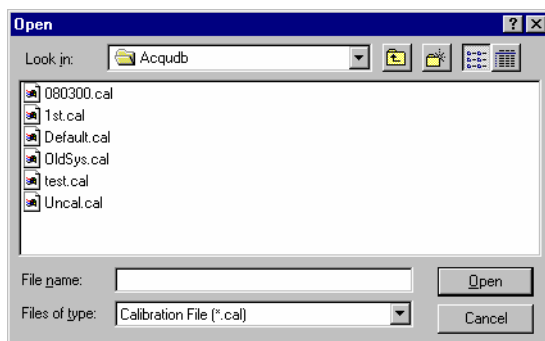 Open
Look in: Acqudb
080300.cal
1st.cal
Default.cal
OldSys.cal
test.cal
Uncal.cal
File name: Open
Files of type: Calibration File (*.cal) Cancel